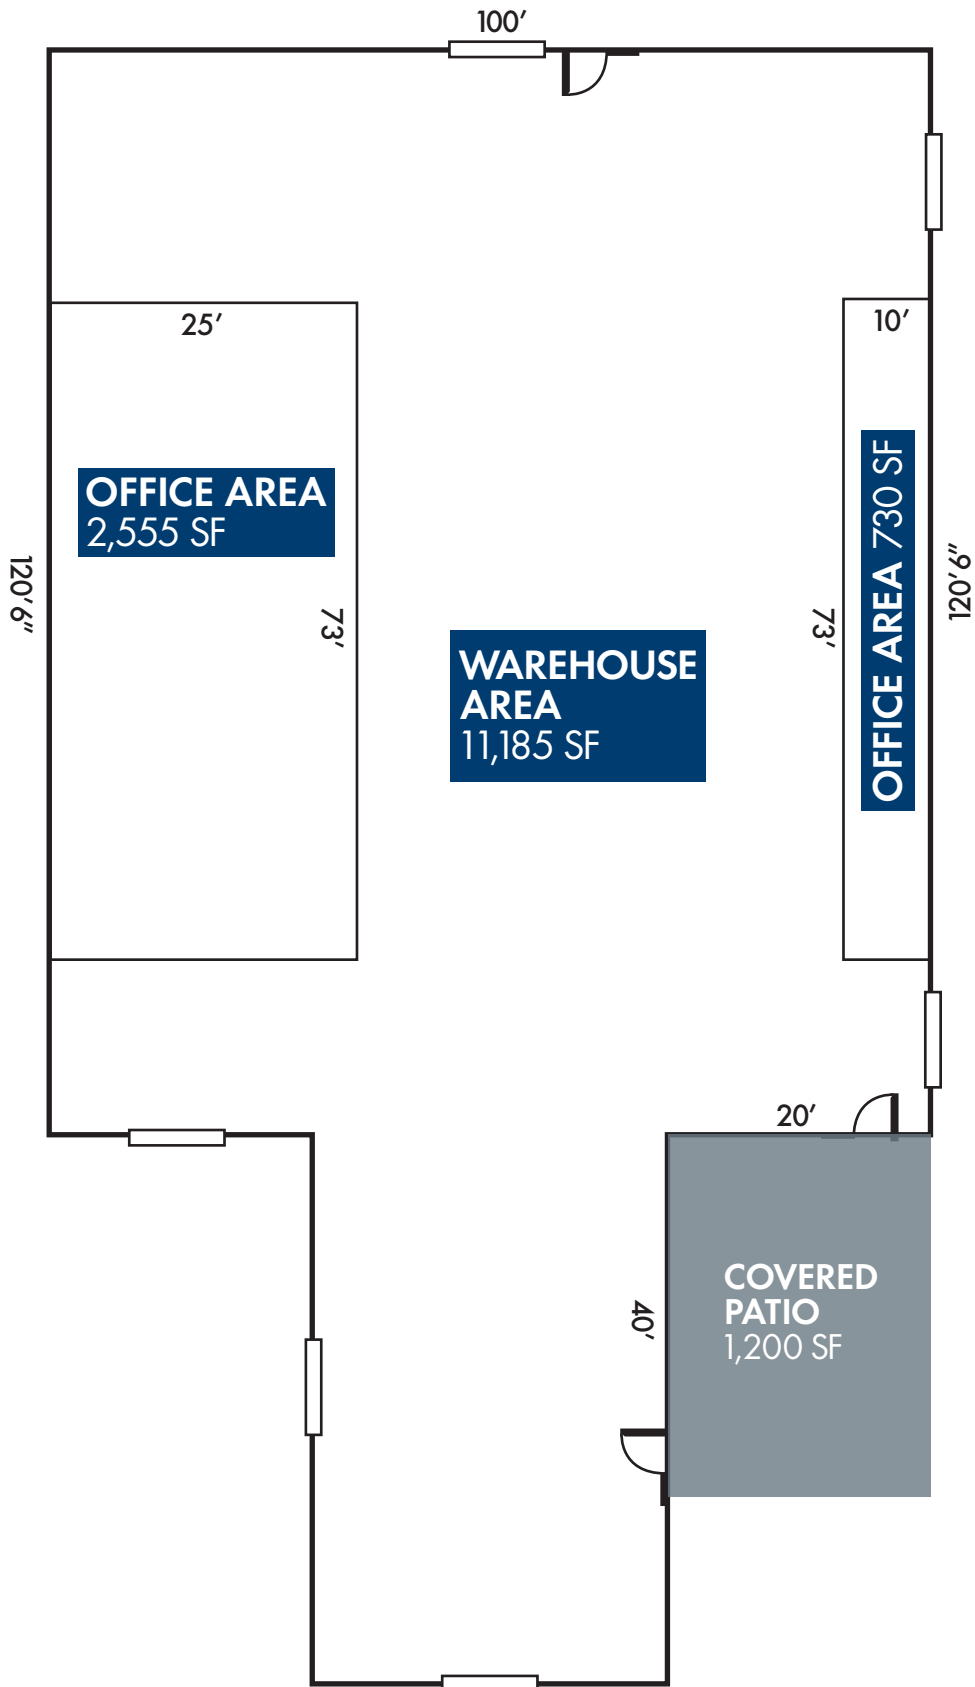 100′
25′
10′
OFFICE AREA
2,555 SF
OFFICE AREA 730 SF
120′6″
73′
73′
120′6″
WAREHOUSE
AREA
11,185 SF
20′
COVERED
PATIO
1,200 SF
40′